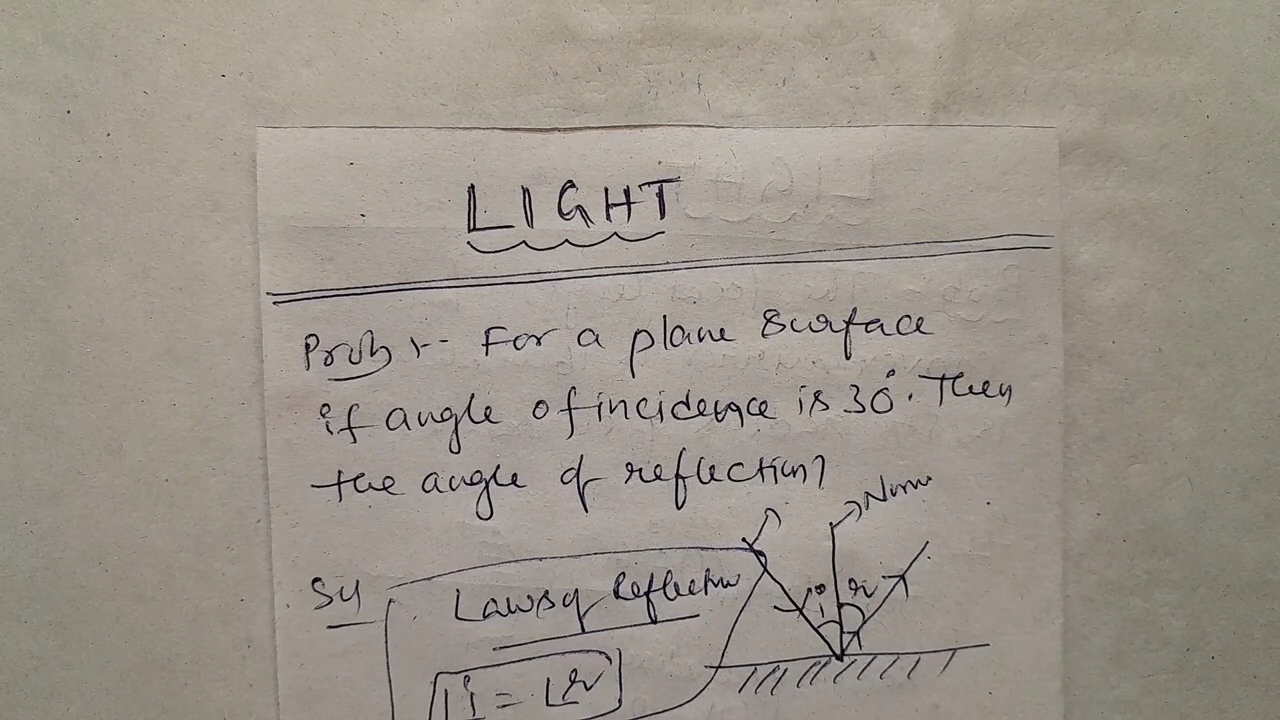 LIGHT
Prob :- For a plane surface
if angle of incidence is 30°. Then
the angle of reflection?
Norm
Sol
Laws of Reflection
i r
∠i = ∠r